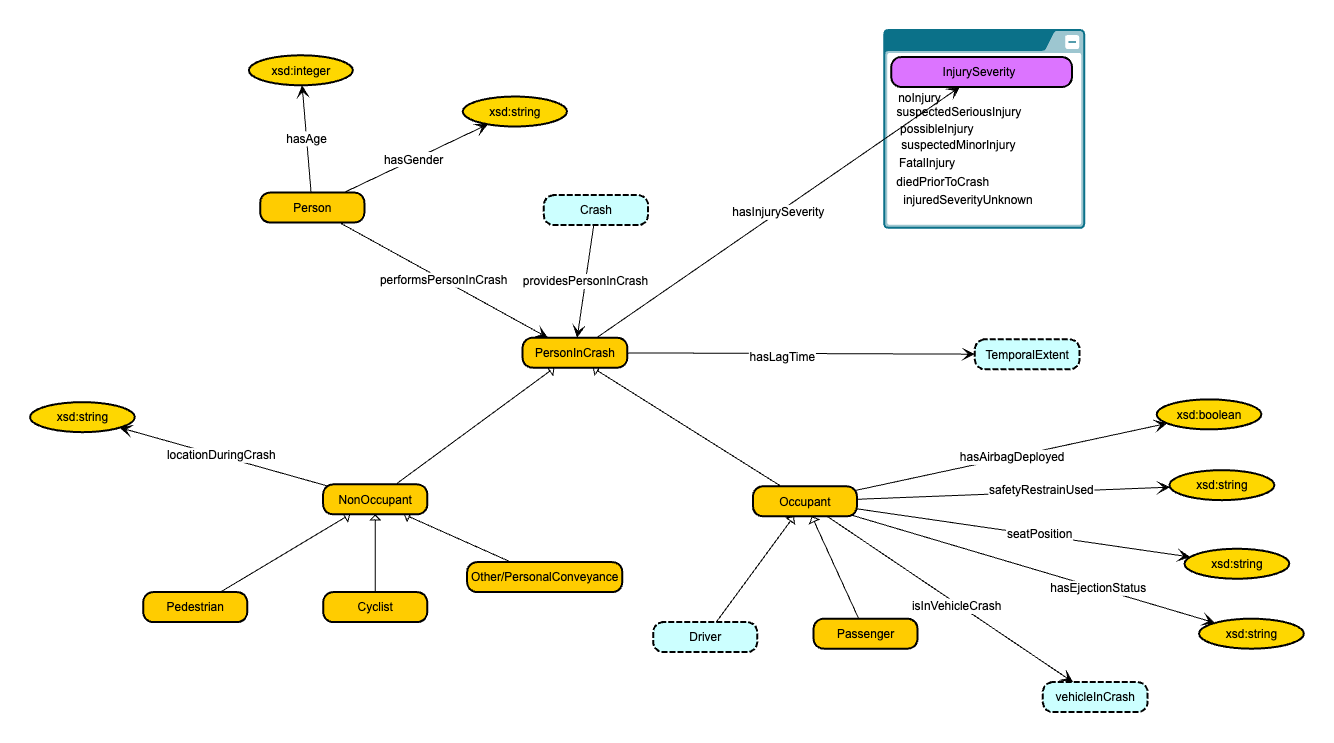 xsd:integer
InjurySeverity
noInjury
suspectedSeriousInjury
xsd:string
possibleInjury
hasAge
suspectedMinorInjury
hasGender
FatalInjury
diedPriorToCrash
injuredSeverityUnknown
Person
Crash
hasInjurySeverity
performsPersonInCrash
providesPersonInCrash
PersonInCrash
hasLagTime
TemporalExtent
xsd:string
xsd:boolean
locationDuringCrash
hasAirbagDeployed
xsd:string
safetyRestrainUsed
NonOccupant
Occupant
seatPosition
xsd:string
Other/PersonalConveyance
hasEjectionStatus
Pedestrian
Cyclist
isInVehicleCrash
Driver
Passenger
xsd:string
vehicleInCrash